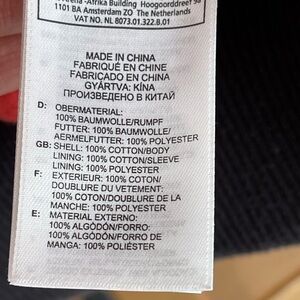 -Afrika Building Hoogoorddreef 9a
1101 BA Amsterdam ZO The Netherlands
VAT NO. NL 8073.01.322.B.01
MADE IN CHINA
FABRIQUÉ EN CHINE
FABRICADO EN CHINA
GYÁRTVA: KÍNA
ПРОИЗВЕДЕНО В КИТАЙ
D: OBERMATERIAL:
100% BAUMWOLLE/RUMPF
FUTTER: 100% BAUMWOLLE/
AERMELFUTTER: 100% POLYESTER
GB: SHELL: 100% COTTON/BODY
LINING: 100% COTTON/SLEEVE
LINING: 100% POLYESTER
F: EXTERIEUR: 100% COTON/
DOUBLURE DU VETEMENT:
100% COTON/DOUBLURE DE LA
MANCHE: 100% POLYESTER
E: MATERIAL EXTERNO:
100% ALGODÓN/FORRO:
100% ALGODÓN/FORRO DE
MANGA: 100% POLIÉSTER